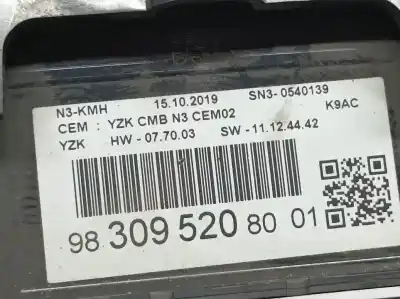 N3-KMH 15.10.2019 SN3-0540139
CEM : YZK CMB N3 CEM02 K9AC
YZK HW -07.70.03 SW -11.12.44.42
98 309 520 80 01